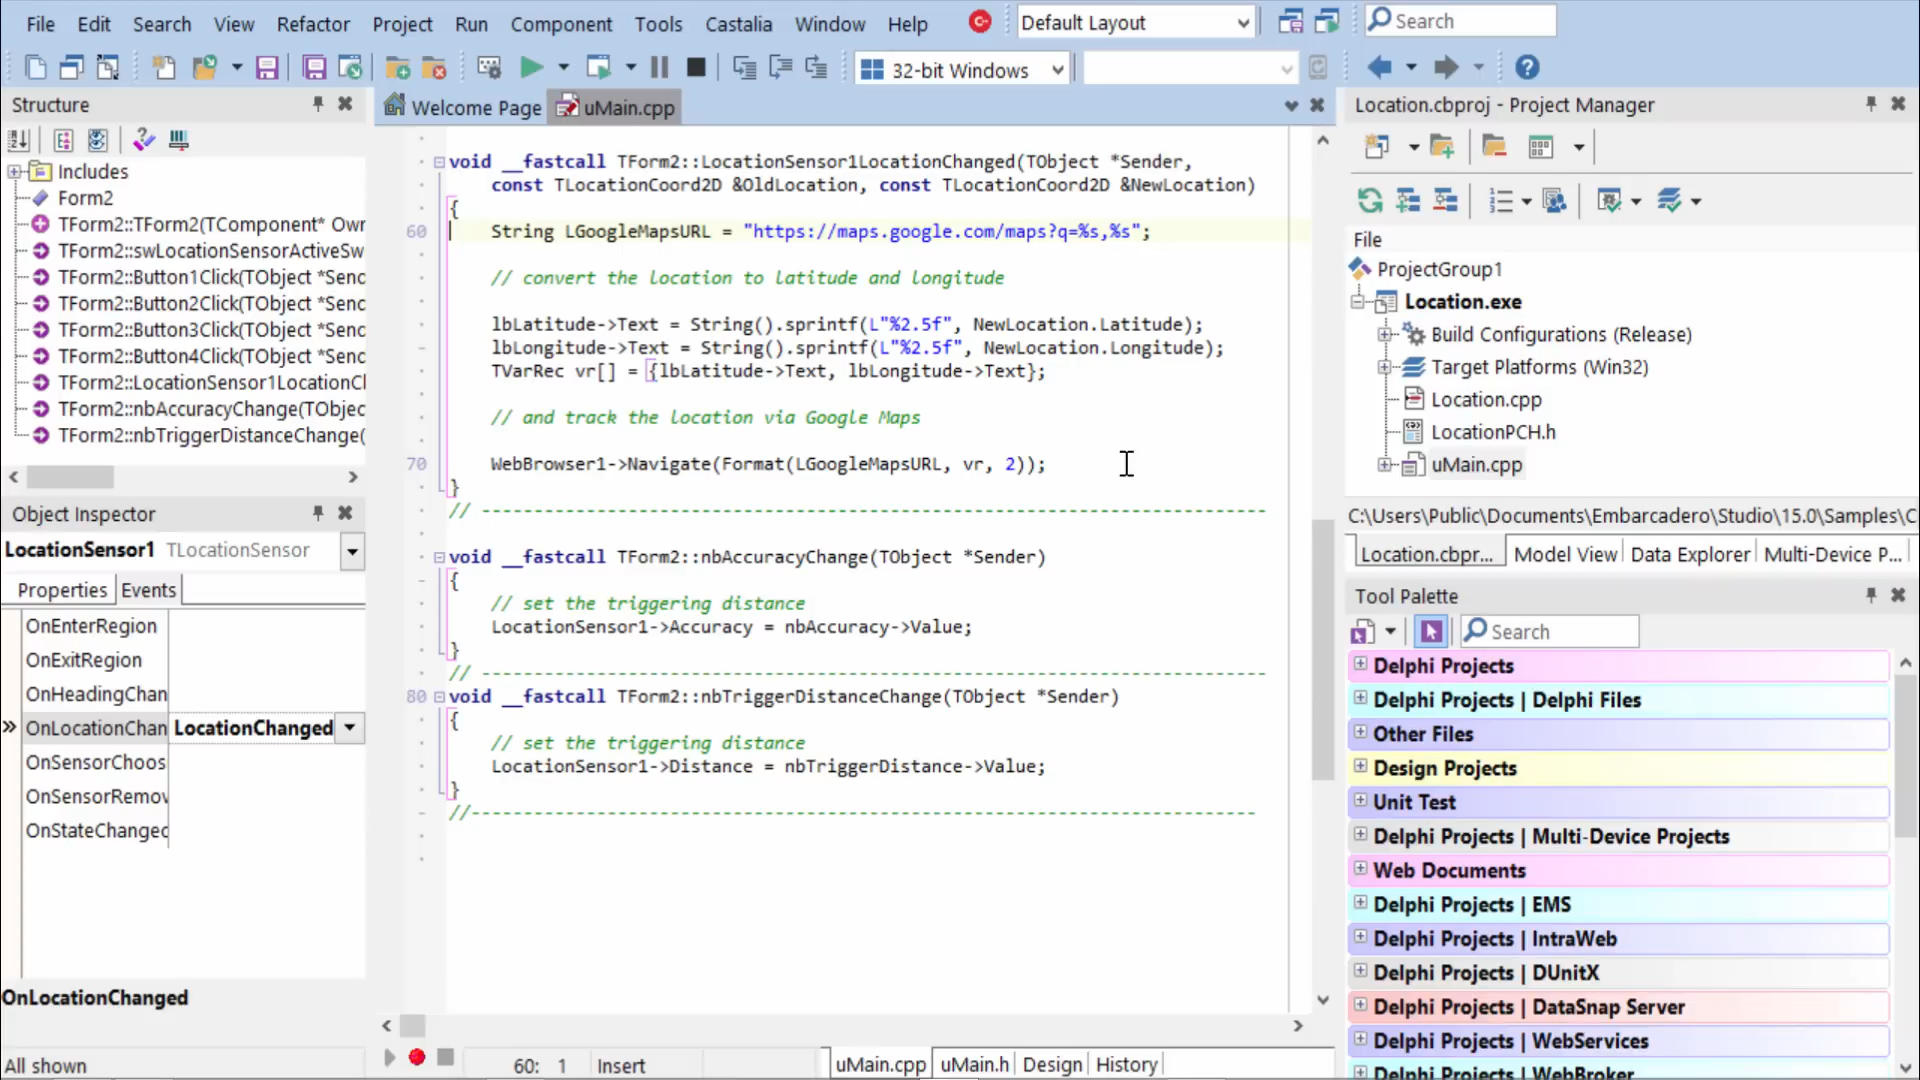 File Edit Search View Refactor Project Run Component Tools Castalia Window Help Default Layout Search
32-bit Windows
Structure
Includes
Form2
TForm2::TForm2(TComponent* Owr
TForm2::swLocationSensorActiveSw
TForm2::Button1Click(TObject *Send
TForm2::Button2Click(TObject *Send
TForm2::Button3Click(TObject *Send
TForm2::Button4Click(TObject *Send
TForm2::LocationSensor1LocationCl
TForm2::nbAccuracyChange(TObjec
TForm2::nbTriggerDistanceChange(
Object Inspector
LocationSensor1 TLocationSensor
Properties Events
OnEnterRegion
OnExitRegion
OnHeadingChan
OnLocationChan LocationChanged
OnSensorChoos
OnSensorRemov
OnStateChanged
OnLocationChanged
All shown
Welcome Page uMain.cpp
void __fastcall TForm2::LocationSensor1LocationChanged(TObject *Sender,
const TLocationCoord2D &OldLocation, const TLocationCoord2D &NewLocation)
{
60 String LGoogleMapsURL = "https://maps.google.com/maps?q=%s,%s";
// convert the location to latitude and longitude
lbLatitude->Text = String().sprintf(L"%2.5f", NewLocation.Latitude);
lbLongitude->Text = String().sprintf(L"%2.5f", NewLocation.Longitude);
TVarRec vr[] = {lbLatitude->Text, lbLongitude->Text};
// and track the location via Google Maps
70 WebBrowser1->Navigate(Format(LGoogleMapsURL, vr, 2));
}
// ---------------------------------------------------------------------------
void __fastcall TForm2::nbAccuracyChange(TObject *Sender)
{
// set the triggering distance
LocationSensor1->Accuracy = nbAccuracy->Value;
}
// ---------------------------------------------------------------------------
80 void __fastcall TForm2::nbTriggerDistanceChange(TObject *Sender)
{
// set the triggering distance
LocationSensor1->Distance = nbTriggerDistance->Value;
}
//---------------------------------------------------------------------------
60: 1 Insert uMain.cpp uMain.h Design History
Location.cbproj - Project Manager
File
ProjectGroup1
Location.exe
Build Configurations (Release)
Target Platforms (Win32)
Location.cpp
LocationPCH.h
uMain.cpp
C:\Users\Public\Documents\Embarcadero\Studio\15.0\Samples\C
Location.cbpr... Model View Data Explorer Multi-Device P...
Tool Palette
Search
Delphi Projects
Delphi Projects | Delphi Files
Other Files
Design Projects
Unit Test
Delphi Projects | Multi-Device Projects
Web Documents
Delphi Projects | EMS
Delphi Projects | IntraWeb
Delphi Projects | DUnitX
Delphi Projects | DataSnap Server
Delphi Projects | WebServices
Delphi Projects | WebBroker